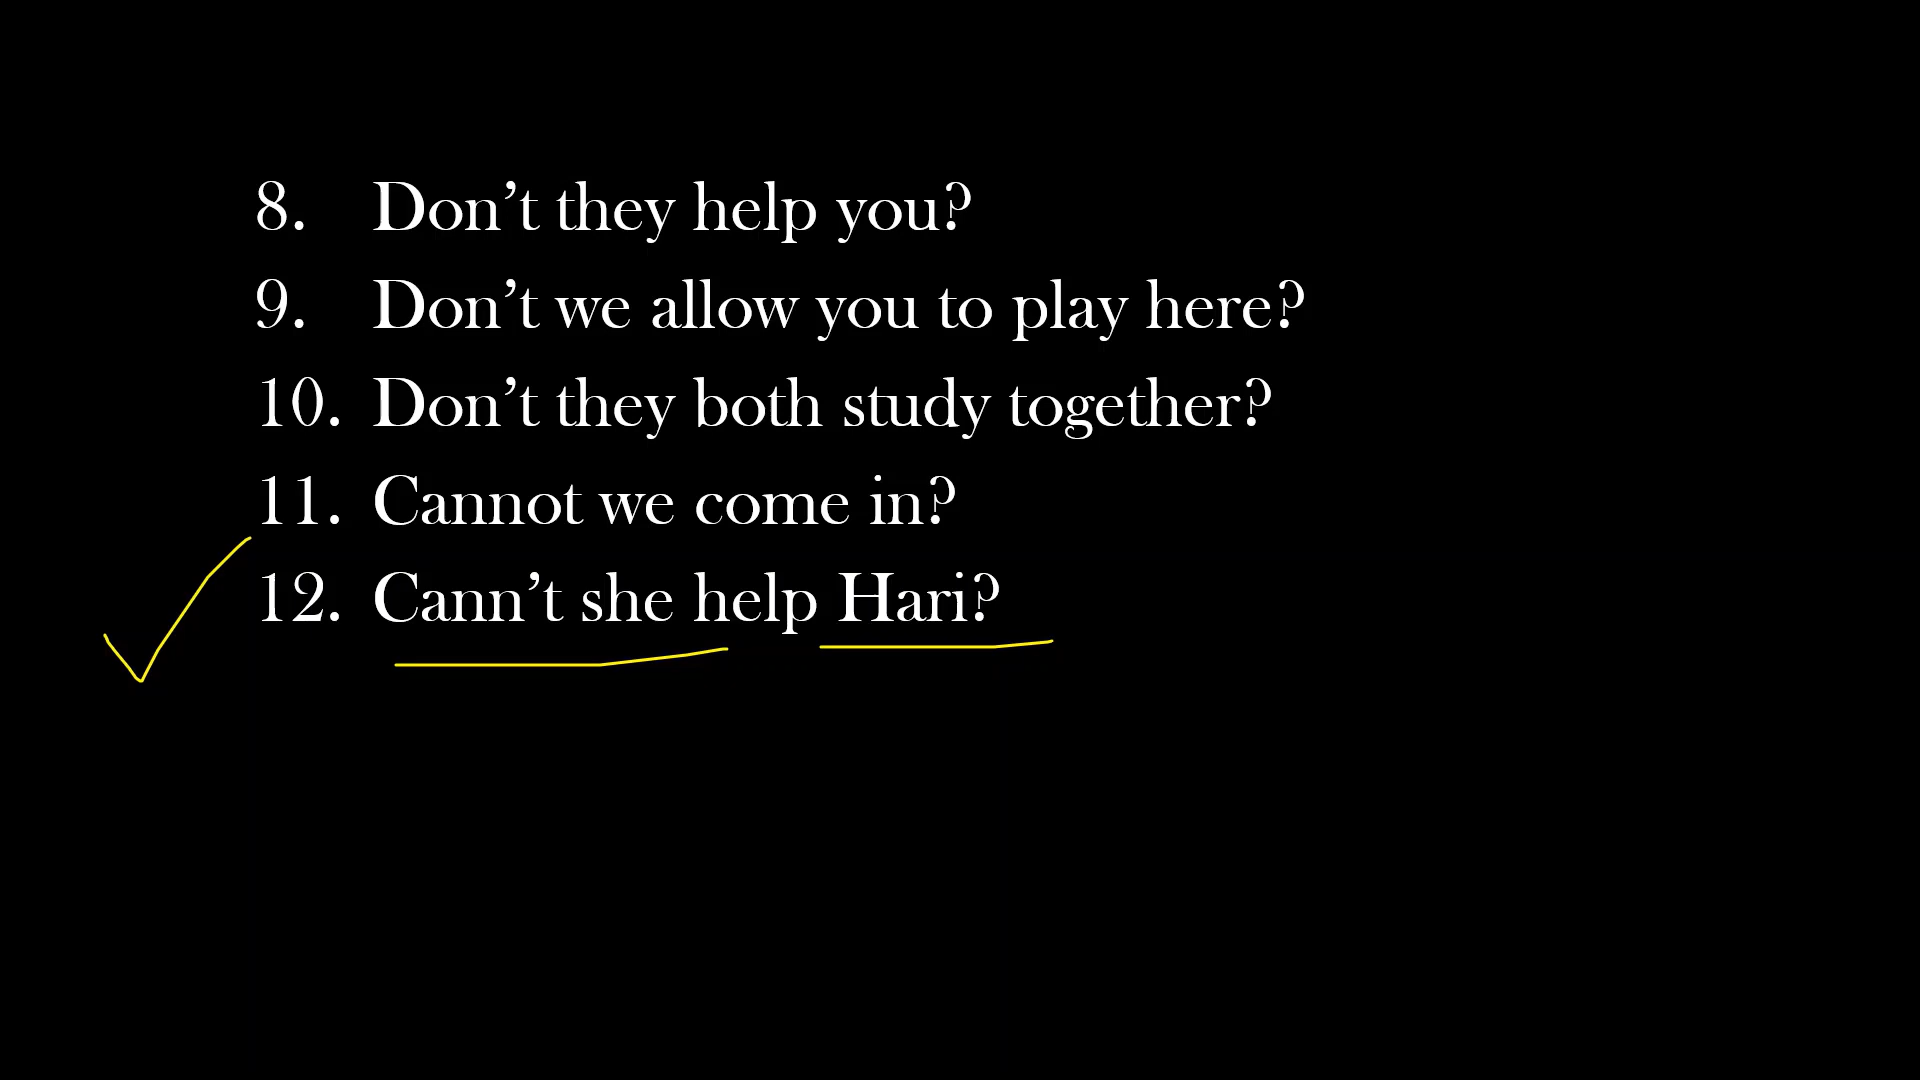 8. Don’t they help you?
9. Don’t we allow you to play here?
10. Don’t they both study together?
11. Cannot we come in?
12. Cann’t she help Hari?